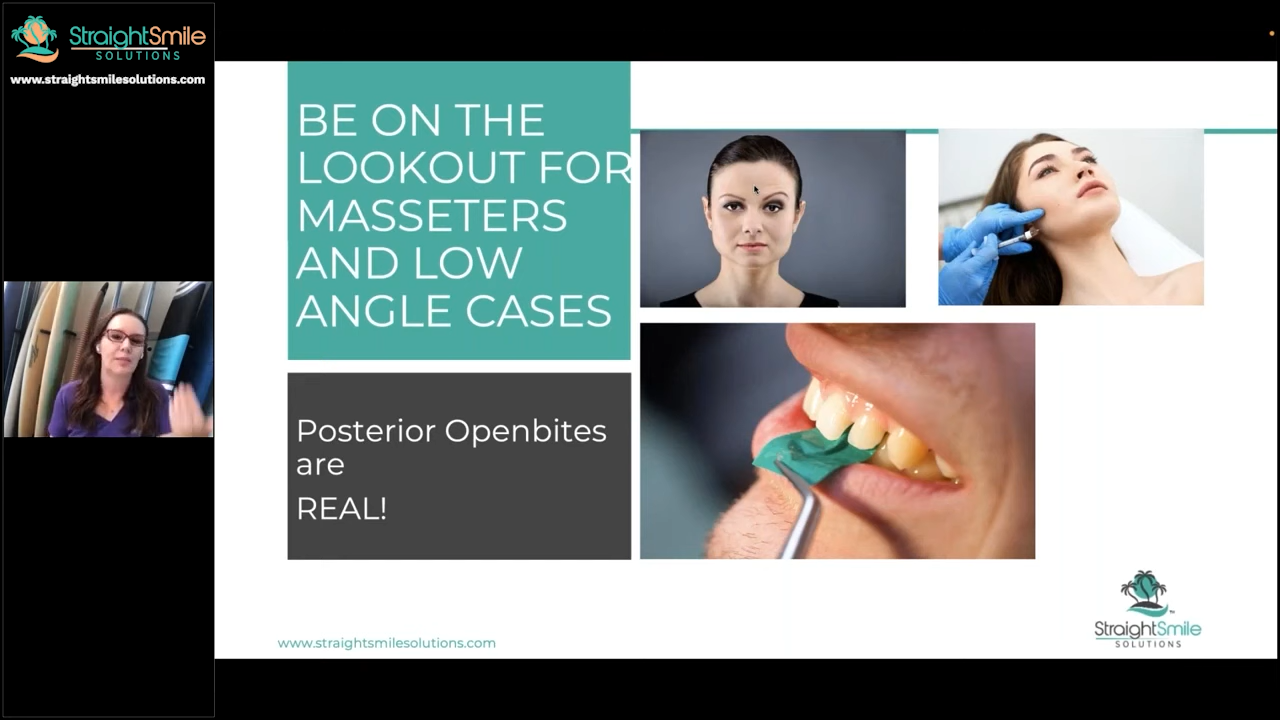 StraightSmile
SOLUTIONS
www.straightsmilesolutions.com
BE ON THE
LOOKOUT FOR
MASSETERS
AND LOW
ANGLE CASES
Posterior Openbites
are
REAL!
www.straightsmilesolutions.com
StraightSmile
SOLUTIONS